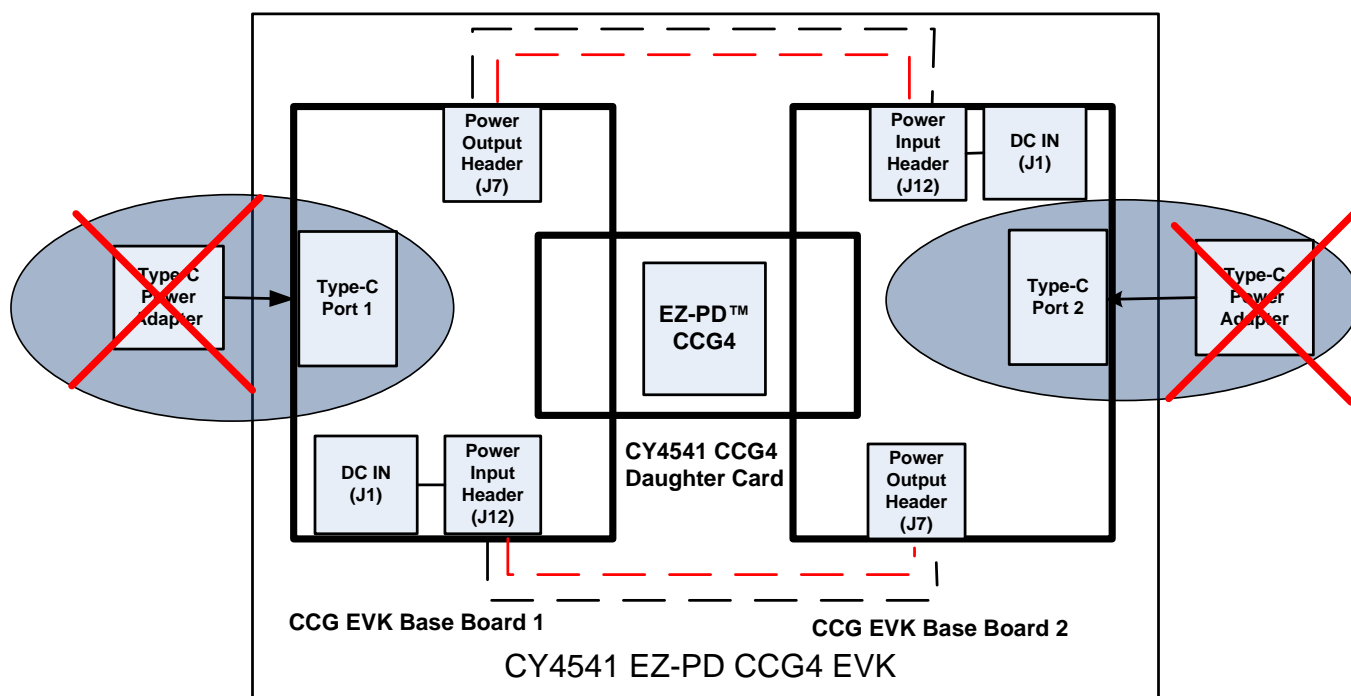 Power
Output
Header
(J7)
Power
Input
Header
(J12)
DC IN
(J1)
Type-C
Power
Adapter
Type-C
Port 1
EZ-PD™
CCG4
Type-C
Port 2
Type-C
Power
Adapter
DC IN
(J1)
Power
Input
Header
(J12)
CY4541 CCG4
Daughter Card
Power
Output
Header
(J7)
CCG EVK Base Board 1
CCG EVK Base Board 2
CY4541 EZ-PD CCG4 EVK